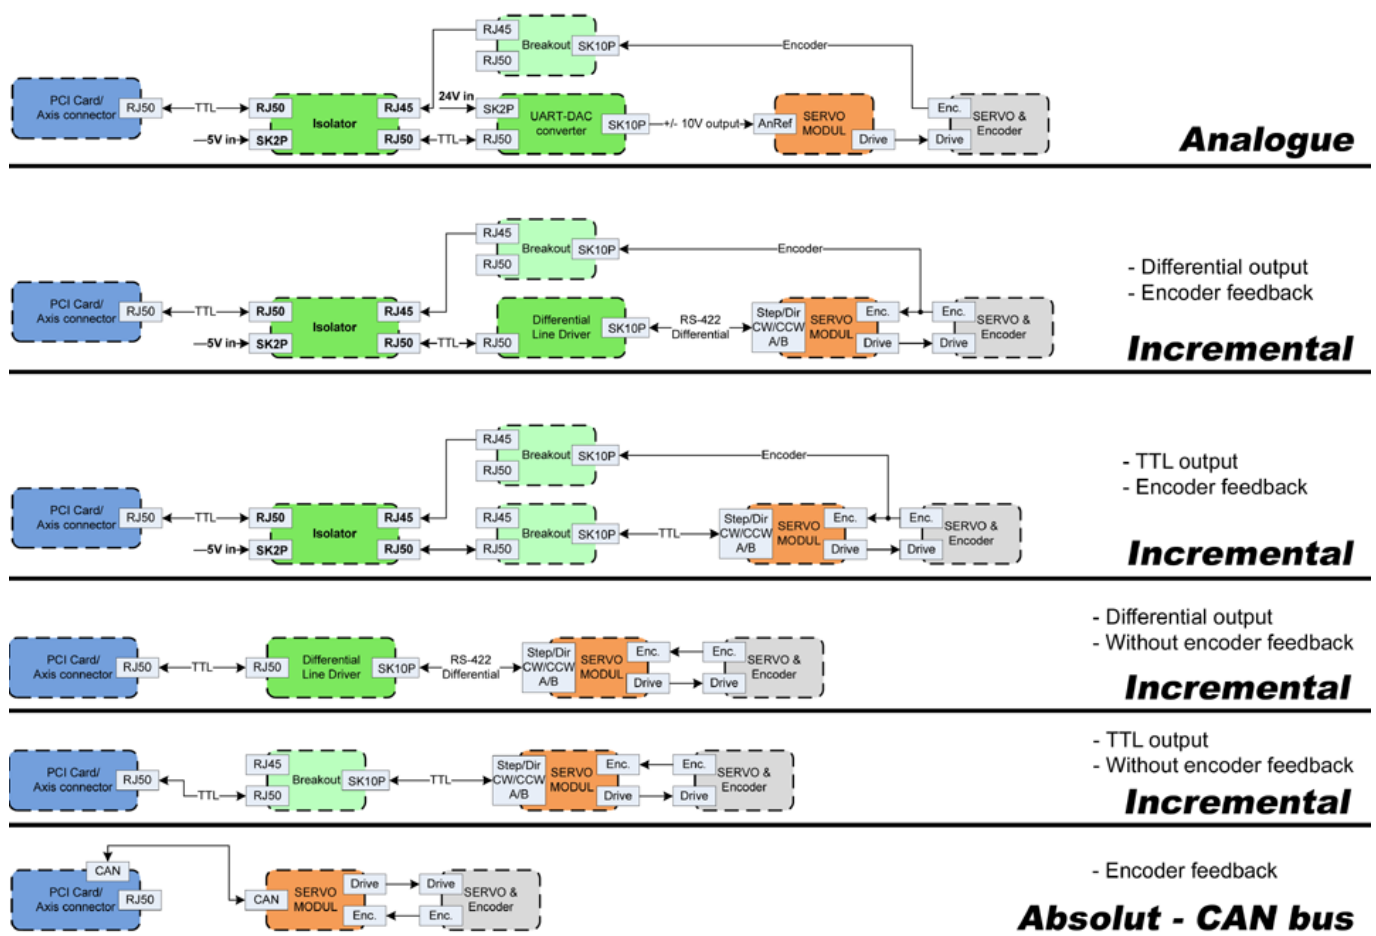 RJ45
Breakout
SK10P
Encoder
RJ50
PCI Card/
Axis connector
RJ50
TTL
RJ50
Isolator
RJ45
24V in
SK2P
UART-DAC
converter
SK10P
+/- 10V output
AnRef
SERVO
MODUL
Enc.
SERVO &
Encoder
5V in
SK2P
RJ50
TTL
RJ50
Drive
Drive
Analogue
RJ45
Breakout
SK10P
Encoder
RJ50
- Differential output
- Encoder feedback
PCI Card/
Axis connector
RJ50
TTL
RJ50
Isolator
RJ45
Differential
Line Driver
SK10P
RS-422
Differential
Step/Dir
CW/CCW
A/B
SERVO
MODUL
Enc.
Enc.
SERVO &
Encoder
5V in
SK2P
RJ50
TTL
RJ50
Drive
Drive
Incremental
RJ45
Breakout
SK10P
Encoder
RJ50
- TTL output
- Encoder feedback
PCI Card/
Axis connector
RJ50
TTL
RJ50
Isolator
RJ45
RJ45
Breakout
SK10P
TTL
Step/Dir
CW/CCW
A/B
SERVO
MODUL
Enc.
Enc.
SERVO &
Encoder
5V in
SK2P
RJ50
RJ50
Drive
Drive
Incremental
- Differential output
- Without encoder feedback
PCI Card/
Axis connector
RJ50
TTL
RJ50
Differential
Line Driver
SK10P
RS-422
Differential
Step/Dir
CW/CCW
A/B
SERVO
MODUL
Enc.
Drive
Enc.
Drive
SERVO &
Encoder
Incremental
- TTL output
- Without encoder feedback
PCI Card/
Axis connector
RJ50
TTL
RJ45
RJ50
Breakout
SK10P
TTL
Step/Dir
CW/CCW
A/B
SERVO
MODUL
Enc.
Drive
Enc.
Drive
SERVO &
Encoder
Incremental
CAN
PCI Card/
Axis connector
RJ50
CAN
SERVO
MODUL
Drive
Enc.
Drive
Enc.
SERVO &
Encoder
- Encoder feedback
Absolut - CAN bus